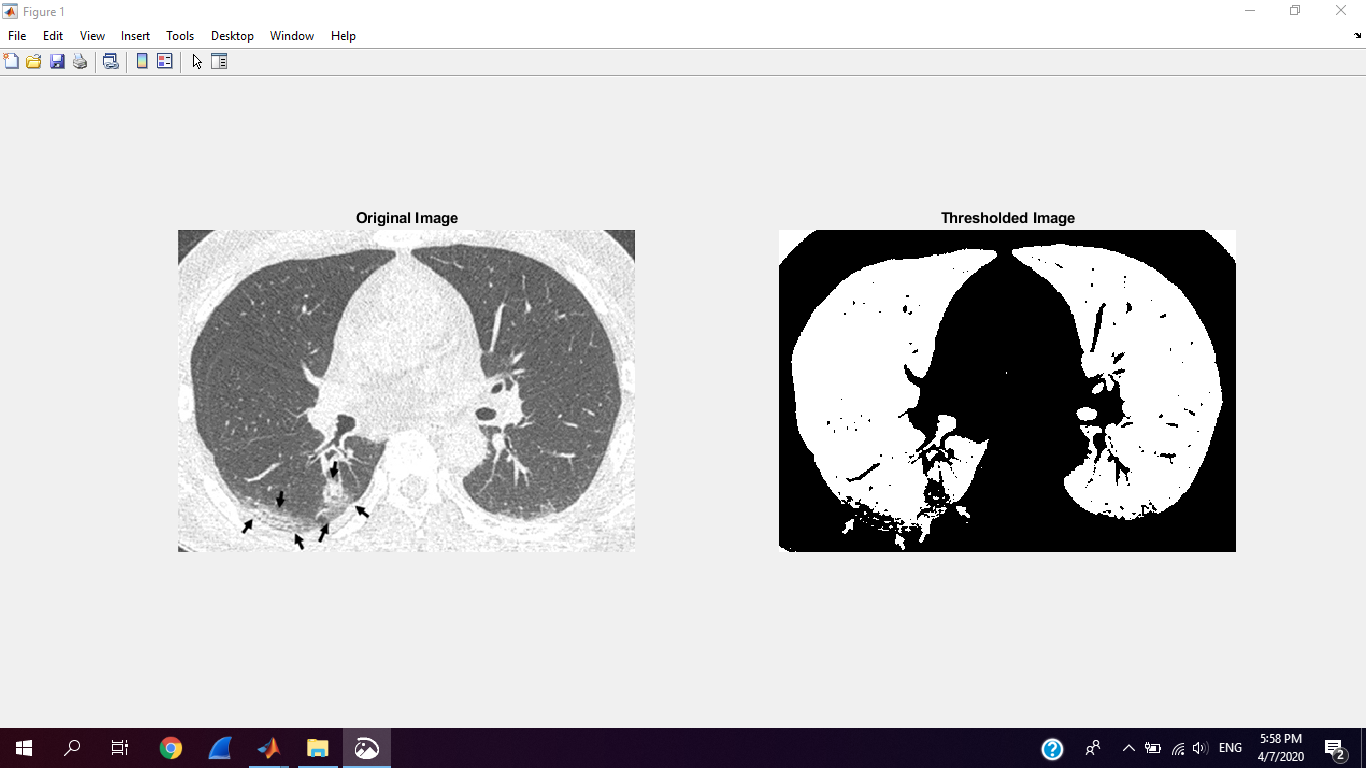 Figure 1
File Edit View Insert Tools Desktop Window Help
Original Image
Thresholded Image
5:58 PM
ENG
4/7/2020
2